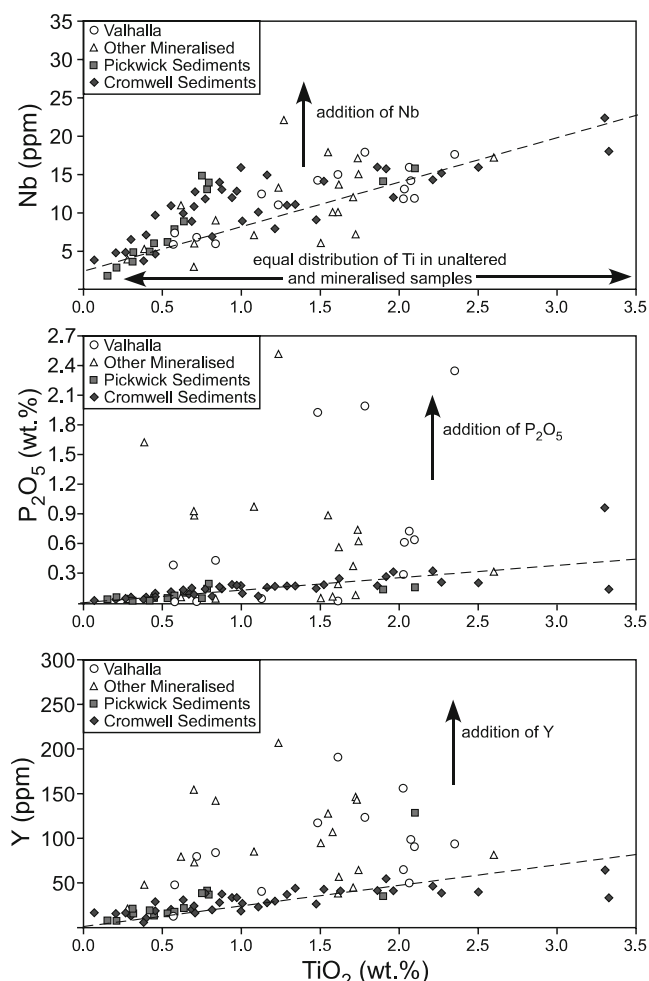 35
30
25
20
15
10
5
0
Nb (ppm)
Valhalla
Other Mineralised
Pickwick Sediments
Cromwell Sediments
addition of Nb
equal distribution of Ti in unaltered
and mineralised samples
0.0 0.5 1.0 1.5 2.0 2.5 3.0 3.5
2.7
2.4
2.1
1.8
1.5
1.2
0.9
0.6
0.3
P₂O₅ (wt.%)
Valhalla
Other Mineralised
Pickwick Sediments
Cromwell Sediments
addition of P₂O₅
0.0 0.5 1.0 1.5 2.0 2.5 3.0 3.5
300
250
200
150
100
50
Y (ppm)
Valhalla
Other Mineralised
Pickwick Sediments
Cromwell Sediments
addition of Y
0.0 0.5 1.0 1.5 2.0 2.5 3.0 3.5
TiO₂ (wt.%)